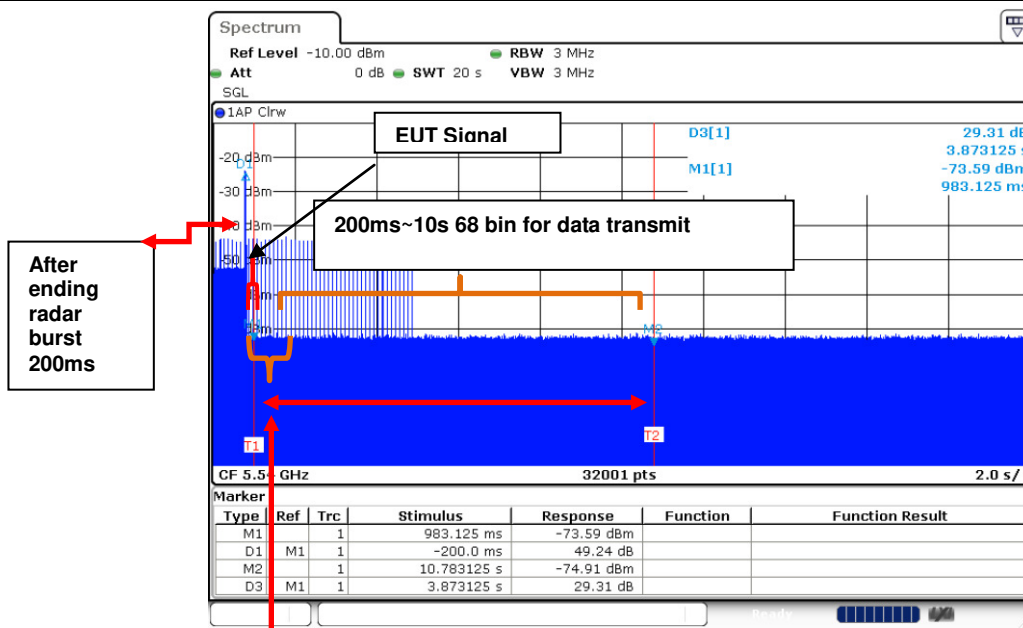 Spectrum
Ref Level -10.00 dBm RBW 3 MHz
Att 0 dB SWT 20 s VBW 3 MHz
SGL
1AP Clrw
EUT Signal
D3[1] 29.31 dB
3.873125 s
M1[1] -73.59 dBm
983.125 ms
-20 dBm
D1
-30 dBm
200ms~10s 68 bin for data transmit
-50 dBm
After
ending
radar
burst
200ms
M2
T1
T2
CF 5.54 GHz 32001 pts 2.0 s/
Marker
Type Ref Trc Stimulus Response Function Function Result
M1 1 983.125 ms -73.59 dBm
D1 M1 1 -200.0 ms 49.24 dB
M2 1 10.783125 s -74.91 dBm
D3 M1 1 3.873125 s 29.31 dB
Ready